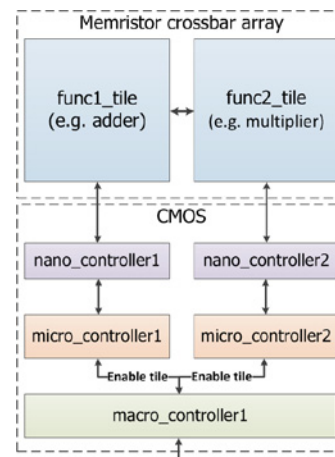 Memristor crossbar array
func1_tile
(e.g. adder)
func2_tile
(e.g. multiplier)
CMOS
nano_controller1
nano_controller2
micro_controller1
micro_controller2
Enable tile
Enable tile
macro_controller1